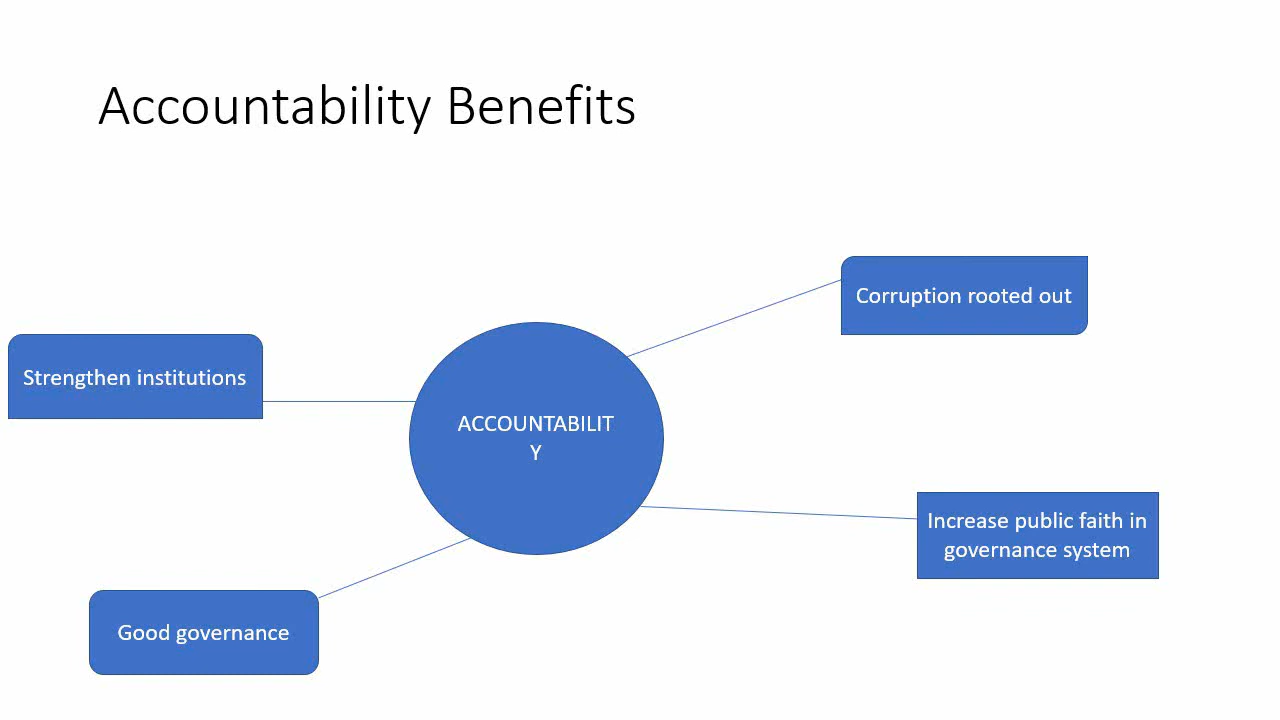 Accountability Benefits
Corruption rooted out
Strengthen institutions
ACCOUNTABILIT
Y
Increase public faith in
governance system
Good governance